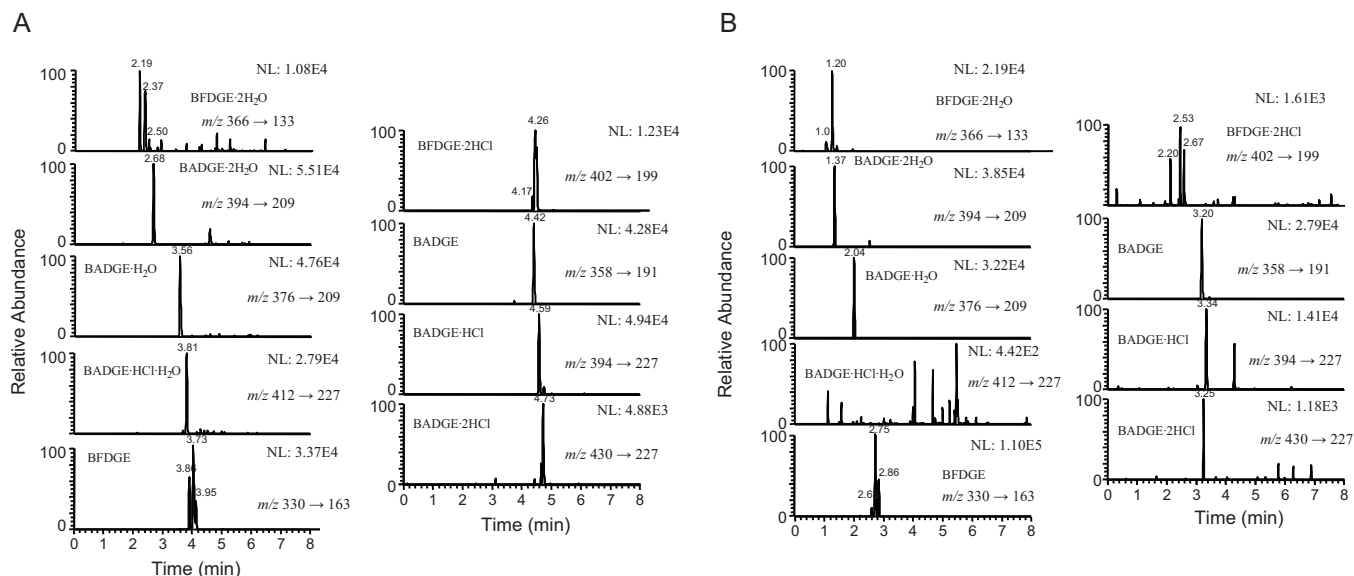 A
Relative Abundance
100
0
2.19
2.37
2.50
NL: 1.08E4
BFDGE·2H₂O
m/z 366 → 133
100
0
2.68
BADGE·2H₂O
NL: 5.51E4
m/z 394 → 209
100
0
3.56
BADGE·H₂O
NL: 4.76E4
m/z 376 → 209
100
0
3.81
BADGE·HCl·H₂O
NL: 2.79E4
m/z 412 → 227
100
0
3.73
3.86
3.95
BFDGE
NL: 3.37E4
m/z 330 → 163
0 1 2 3 4 5 6 7 8
Time (min)
100
0
4.26
4.17
BFDGE·2HCl
NL: 1.23E4
m/z 402 → 199
100
0
4.42
BADGE
NL: 4.28E4
m/z 358 → 191
100
0
4.59
BADGE·HCl
NL: 4.94E4
m/z 394 → 227
100
0
4.73
BADGE·2HCl
NL: 4.88E3
m/z 430 → 227
0 1 2 3 4 5 6 7 8
Time (min)
B
Relative Abundance
100
0
1.20
1.0
NL: 2.19E4
BFDGE·2H₂O
m/z 366 → 133
100
0
1.37
BADGE·2H₂O
NL: 3.85E4
m/z 394 → 209
100
0
2.04
BADGE·H₂O
NL: 3.22E4
m/z 376 → 209
100
0
BADGE·HCl·H₂O
NL: 4.42E2
m/z 412 → 227
100
0
2.75
2.86
2.6
BFDGE
NL: 1.10E5
m/z 330 → 163
0 1 2 3 4 5 6 7 8
Time (min)
100
0
2.53
2.67
2.20
NL: 1.61E3
BFDGE·2HCl
m/z 402 → 199
100
0
3.20
BADGE
NL: 2.79E4
m/z 358 → 191
100
0
3.34
BADGE·HCl
NL: 1.41E4
m/z 394 → 227
100
0
3.25
BADGE·2HCl
NL: 1.18E3
m/z 430 → 227
0 1 2 3 4 5 6 7 8
Time (min)